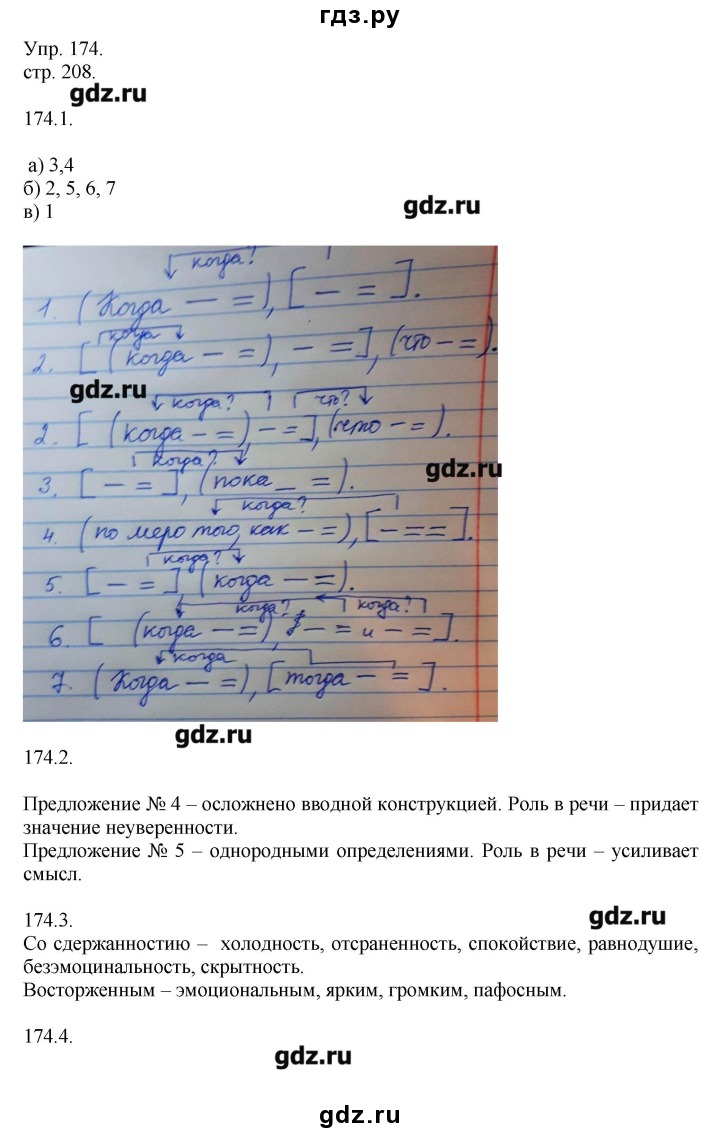 гдз.ру
Упр. 174.
стр. 208.
gdz.ru
174.1.
а) 3,4
б) 2, 5, 6, 7
в) 1
gdz.ru
когда?
1. (Когда — =), [ — = ].
когда
2. [ (когда — =), — = ], (что — =).
gdz.ru
когда? что?
2. [ (когда — =) — = ], (что — =).
когда?
gdz.ru
3. [ — = ], (пока _ =).
когда?
4. (по меро того, как — =), [ — = = ].
когда?
5. [ — = ] (когда — =).
когда? когда?
6. [ (когда — =) — = и — = ].
когда
7. (Когда — =), [ тогда — = ].
gdz.ru
174.2.
Предложение № 4 – осложнено вводной конструкцией. Роль в речи – придает
значение неуверенности.
Предложение № 5 – однородными определениями. Роль в речи – усиливает
смысл.
gdz.ru
174.3.
Со сдержанностию – холодность, отсраненность, спокойствие, равнодушие,
безэмоцинальность, скрытность.
Восторженным – эмоциональным, ярким, громким, пафосным.
174.4.
gdz.ru
gdz.ru